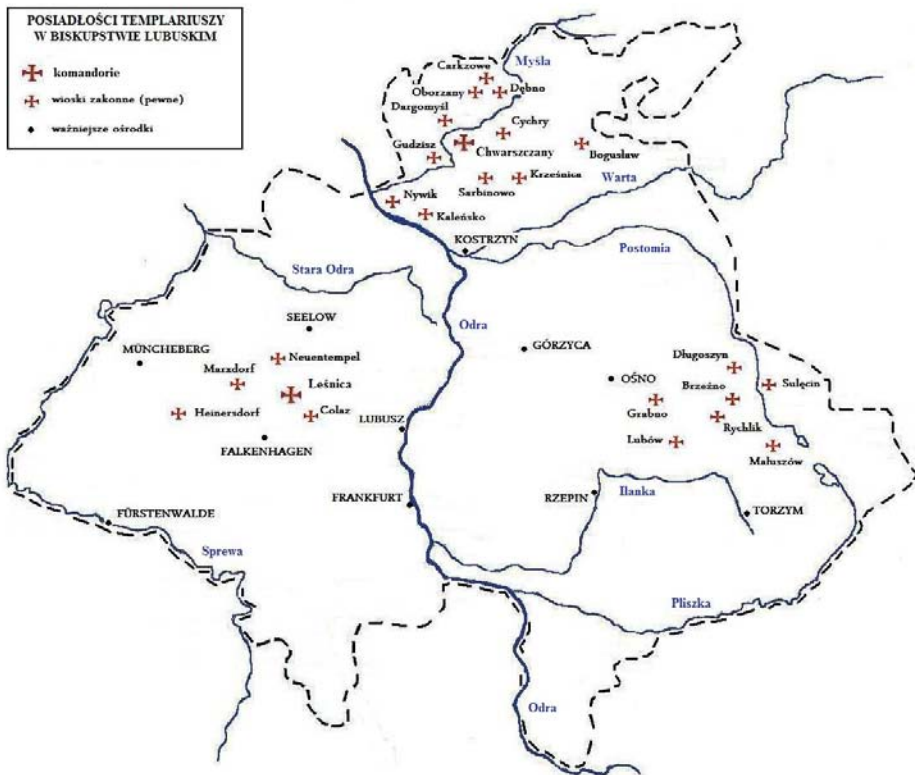 POSIADŁOŚCI TEMPLARIUSZY
W BISKUPSTWIE LUBUSKIM
komandorie
wioski zakonne (pewne)
ważniejsze ośrodki
Myśla
Carkzowe
Oborzany
Dębno
Dargomyśl
Cychry
Gudzisz
Chwarszczany
Bogusław
Sarbinowo
Krześnica
Warta
Nywik
Kaleńsko
KOSTRZYN
Postomia
Stara Odra
SEELOW
Odra
GÓRZYCA
MÜNCHEBERG
Neuentempel
Długoszyn
Marxdorf
Leśnica
OŚNO
Brzeźno
Sulęcin
Heinersdorf
Colaz
LUBUSZ
Grabno
Rychlik
FALKENHAGEN
Lubów
Małuszów
FRANKFURT
RZEPIN
Ilanka
TORZYM
FÜRSTENWALDE
Sprewa
Pliszka
Odra